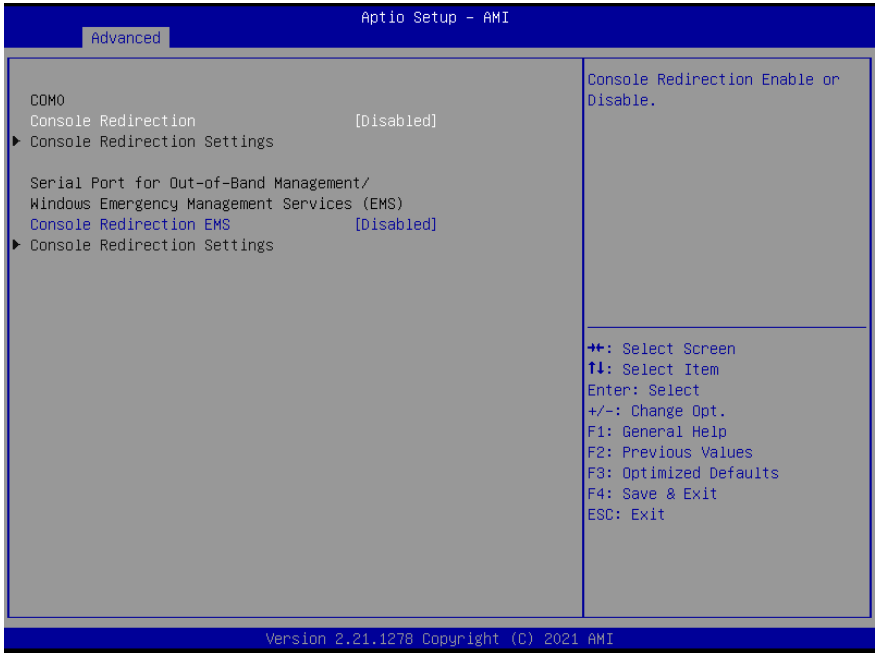 Aptio Setup – AMI
Advanced
COM0
Console Redirection [Disabled]
▶ Console Redirection Settings
Serial Port for Out-of-Band Management/
Windows Emergency Management Services (EMS)
Console Redirection EMS [Disabled]
▶ Console Redirection Settings
Console Redirection Enable or
Disable.
→←: Select Screen
↑↓: Select Item
Enter: Select
+/-: Change Opt.
F1: General Help
F2: Previous Values
F3: Optimized Defaults
F4: Save & Exit
ESC: Exit
Version 2.21.1278 Copyright (C) 2021 AMI